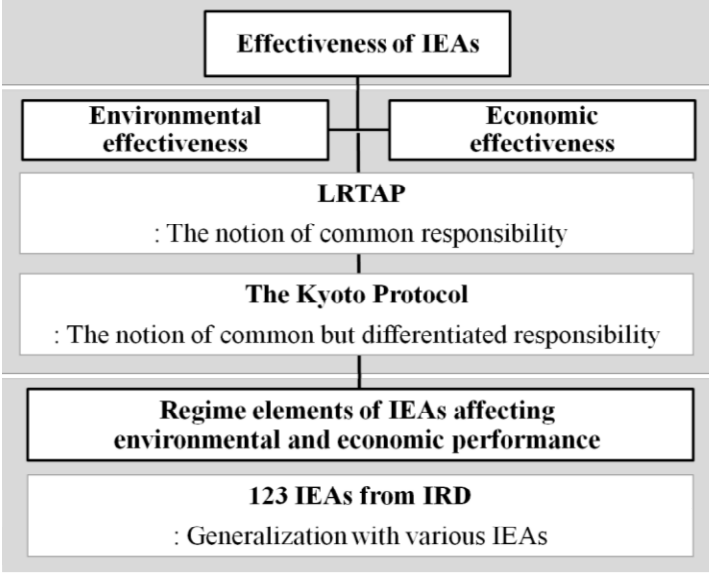 Effectiveness of IEAs
Environmental
effectiveness
Economic
effectiveness
LRTAP
: The notion of common responsibility
The Kyoto Protocol
: The notion of common but differentiated responsibility
Regime elements of IEAs affecting
environmental and economic performance
123 IEAs from IRD
: Generalization with various IEAs